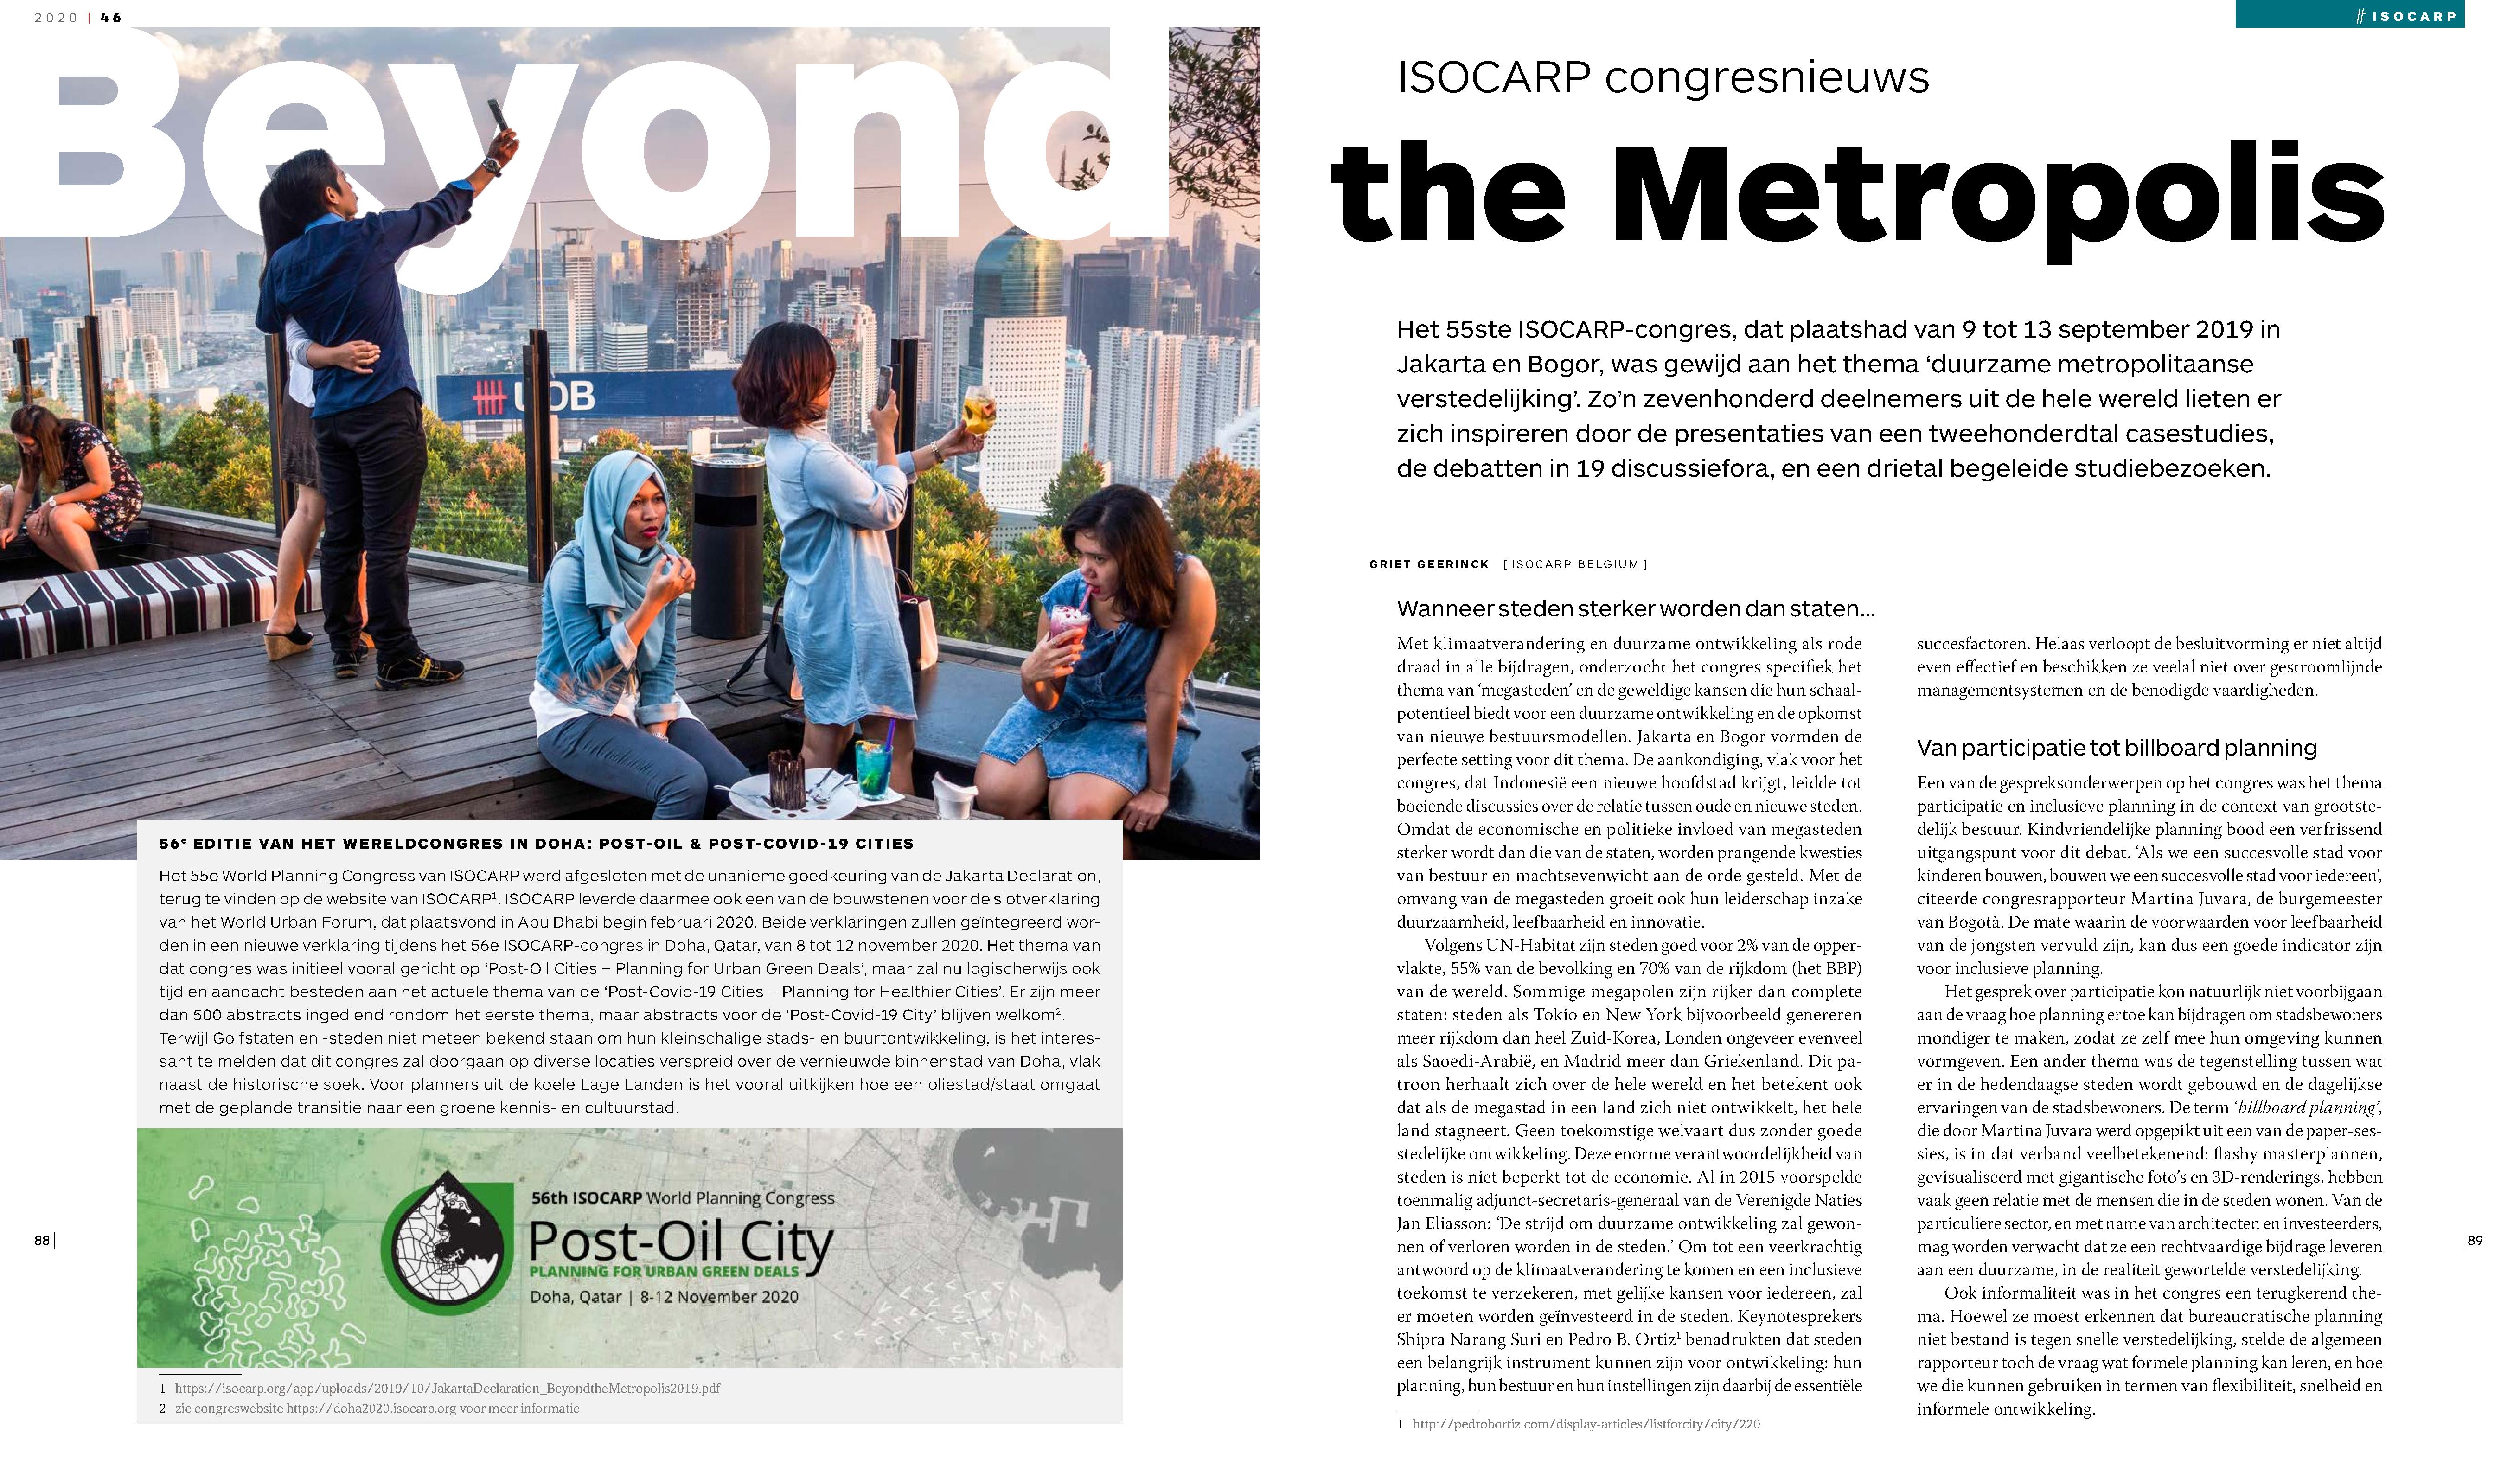 2020 | 46
# ISOCARP
Beyond
ISOCARP congresnieuws
the Metropolis
UOB
Het 55ste ISOCARP-congres, dat plaatshad van 9 tot 13 september 2019 in
Jakarta en Bogor, was gewijd aan het thema ‘duurzame metropolitaanse
verstedelijking’. Zo’n zevenhonderd deelnemers uit de hele wereld lieten er
zich inspireren door de presentaties van een tweehonderdtal casestudies,
de debatten in 19 discussiefora, en een drietal begeleide studiebezoeken.
56e EDITIE VAN HET WERELDCONGRES IN DOHA: POST-OIL & POST-COVID-19 CITIES
Het 55e World Planning Congress van ISOCARP werd afgesloten met de unanieme goedkeuring van de Jakarta Declaration,
terug te vinden op de website van ISOCARP¹. ISOCARP leverde daarmee ook een van de bouwstenen voor de slotverklaring
van het World Urban Forum, dat plaatsvond in Abu Dhabi begin februari 2020. Beide verklaringen zullen geïntegreerd wor-
den in een nieuwe verklaring tijdens het 56e ISOCARP-congres in Doha, Qatar, van 8 tot 12 november 2020. Het thema van
dat congres was initieel vooral gericht op ‘Post-Oil Cities – Planning for Urban Green Deals’, maar zal nu logischerwijs ook
tijd en aandacht besteden aan het actuele thema van de ‘Post-Covid-19 Cities – Planning for Healthier Cities’. Er zijn meer
dan 500 abstracts ingediend rondom het eerste thema, maar abstracts voor de ‘Post-Covid-19 City’ blijven welkom².
Terwijl Golfstaten en -steden niet meteen bekend staan om hun kleinschalige stads- en buurtontwikkeling, is het interes-
sant te melden dat dit congres zal doorgaan op diverse locaties verspreid over de vernieuwde binnenstad van Doha, vlak
naast de historische soek. Voor planners uit de koele Lage Landen is het vooral uitkijken hoe een oliestad/staat omgaat
met de geplande transitie naar een groene kennis- en cultuurstad.
56th ISOCARP World Planning Congress
Post-Oil City
PLANNING FOR URBAN GREEN DEALS
Doha, Qatar | 8-12 November 2020
1 https://isocarp.org/app/uploads/2019/10/JakartaDeclaration_BeyondtheMetropolis2019.pdf
2 zie congreswebsite https://doha2020.isocarp.org voor meer informatie
88
GRIET GEERINCK [ISOCARP BELGIUM]
Wanneer steden sterker worden dan staten...
Met klimaatverandering en duurzame ontwikkeling als rode
draad in alle bijdragen, onderzocht het congres specifiek het
thema van ‘megasteden’ en de geweldige kansen die hun schaal-
potentieel biedt voor een duurzame ontwikkeling en de opkomst
van nieuwe bestuursmodellen. Jakarta en Bogor vormden de
perfecte setting voor dit thema. De aankondiging, vlak voor het
congres, dat Indonesië een nieuwe hoofdstad krijgt, leidde tot
boeiende discussies over de relatie tussen oude en nieuwe steden.
Omdat de economische en politieke invloed van megasteden
sterker wordt dan die van de staten, worden prangende kwesties
van bestuur en machtsevenwicht aan de orde gesteld. Met de
omvang van de megasteden groeit ook hun leiderschap inzake
duurzaamheid, leefbaarheid en innovatie.
Volgens UN-Habitat zijn steden goed voor 2% van de opper-
vlakte, 55% van de bevolking en 70% van de rijkdom (het BBP)
van de wereld. Sommige megapolen zijn rijker dan complete
staten: steden als Tokio en New York bijvoorbeeld genereren
meer rijkdom dan heel Zuid-Korea, Londen ongeveer evenveel
als Saoedi-Arabië, en Madrid meer dan Griekenland. Dit pa-
troon herhaalt zich over de hele wereld en het betekent ook
dat als de megastad in een land zich niet ontwikkelt, het hele
land stagneert. Geen toekomstige welvaart dus zonder goede
stedelijke ontwikkeling. Deze enorme verantwoordelijkheid van
steden is niet beperkt tot de economie. Al in 2015 voorspelde
toenmalig adjunct-secretaris-generaal van de Verenigde Naties
Jan Eliasson: ‘De strijd om duurzame ontwikkeling zal gewon-
nen of verloren worden in de steden.’ Om tot een veerkrachtig
antwoord op de klimaatverandering te komen en een inclusieve
toekomst te verzekeren, met gelijke kansen voor iedereen, zal
er moeten worden geïnvesteerd in de steden. Keynotesprekers
Shipra Narang Suri en Pedro B. Ortiz¹ benadrukten dat steden
een belangrijk instrument kunnen zijn voor ontwikkeling: hun
planning, hun bestuur en hun instellingen zijn daarbij de essentiële
1 http://pedrobortiz.com/display-articles/listforcity/city/220
succesfactoren. Helaas verloopt de besluitvorming er niet altijd
even effectief en beschikken ze veelal niet over gestroomlijnde
managementsystemen en de benodigde vaardigheden.
Van participatie tot billboard planning
Een van de gespreksonderwerpen op het congres was het thema
participatie en inclusieve planning in de context van grootste-
delijk bestuur. Kindvriendelijke planning bood een verfrissend
uitgangspunt voor dit debat. ‘Als we een succesvolle stad voor
kinderen bouwen, bouwen we een succesvolle stad voor iedereen’,
citeerde congresrapporteur Martina Juvara, de burgemeester
van Bogotà. De mate waarin de voorwaarden voor leefbaarheid
van de jongsten vervuld zijn, kan dus een goede indicator zijn
voor inclusieve planning.
Het gesprek over participatie kon natuurlijk niet voorbijgaan
aan de vraag hoe planning ertoe kan bijdragen om stadsbewoners
mondiger te maken, zodat ze zelf mee hun omgeving kunnen
vormgeven. Een ander thema was de tegenstelling tussen wat
er in de hedendaagse steden wordt gebouwd en de dagelijkse
ervaringen van de stadsbewoners. De term ‘billboard planning’,
die door Martina Juvara werd opgepikt uit een van de paper-ses-
sies, is in dat verband veelbetekenend: flashy masterplannen,
gevisualiseerd met gigantische foto’s en 3D-renderings, hebben
vaak geen relatie met de mensen die in de steden wonen. Van de
particuliere sector, en met name van architecten en investeerders,
mag worden verwacht dat ze een rechtvaardige bijdrage leveren
aan een duurzame, in de realiteit gewortelde verstedelijking.
Ook informaliteit was in het congres een terugkerend the-
ma. Hoewel ze moest erkennen dat bureaucratische planning
niet bestand is tegen snelle verstedelijking, stelde de algemeen
rapporteur toch de vraag wat formele planning kan leren, en hoe
we die kunnen gebruiken in termen van flexibiliteit, snelheid en
informele ontwikkeling.
89